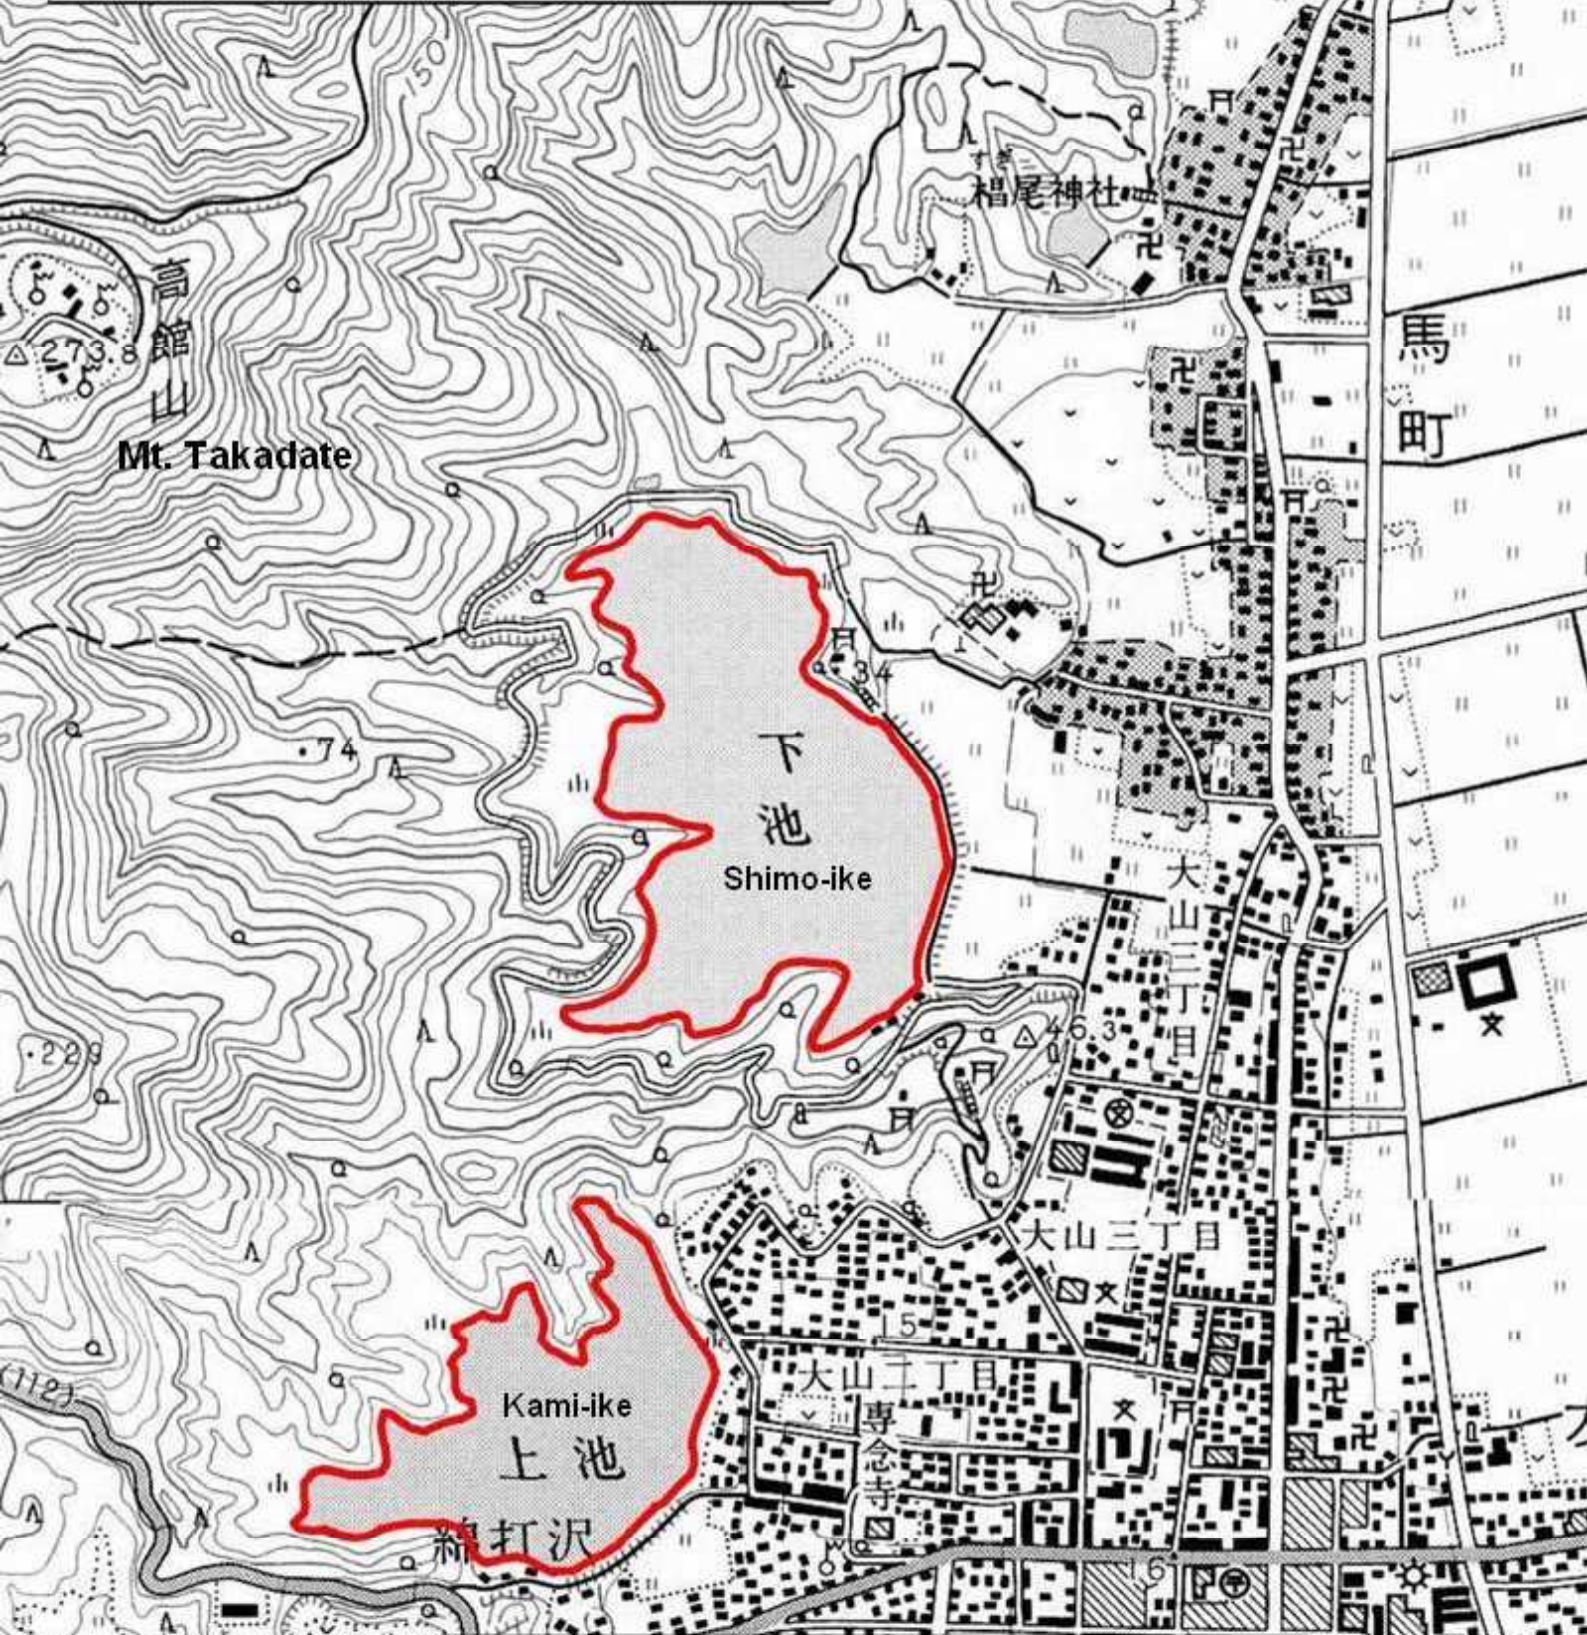 150
すぎ
椙尾神社
高館山
273.8
馬町
Mt. Takadate
34
74
下池
Shimo-ike
大山二丁目
46.3
229
大山三丁目
15
(112)
大山二丁目
Kami-ike
上池
専念寺
綿打沢
16